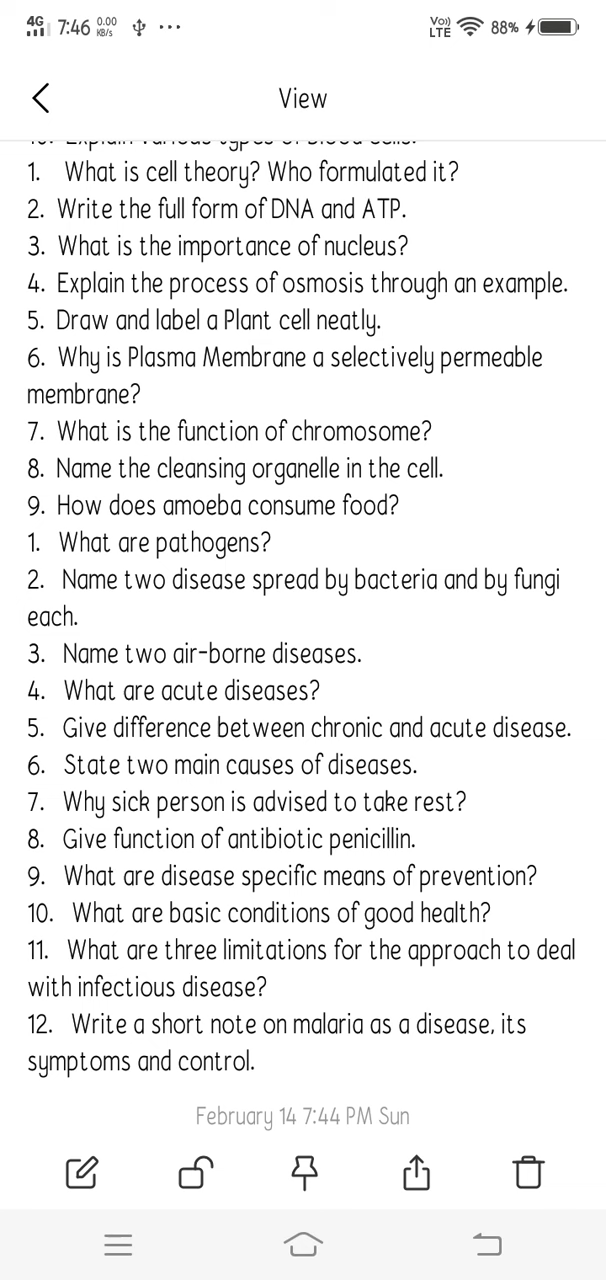 4G 7:46 0.00 KB/s ...
Vo)) LTE 88%
View
1. What is cell theory? Who formulated it?
2. Write the full form of DNA and ATP.
3. What is the importance of nucleus?
4. Explain the process of osmosis through an example.
5. Draw and label a Plant cell neatly.
6. Why is Plasma Membrane a selectively permeable
membrane?
7. What is the function of chromosome?
8. Name the cleansing organelle in the cell.
9. How does amoeba consume food?
1. What are pathogens?
2. Name two disease spread by bacteria and by fungi
each.
3. Name two air-borne diseases.
4. What are acute diseases?
5. Give difference between chronic and acute disease.
6. State two main causes of diseases.
7. Why sick person is advised to take rest?
8. Give function of antibiotic penicillin.
9. What are disease specific means of prevention?
10. What are basic conditions of good health?
11. What are three limitations for the approach to deal
with infectious disease?
12. Write a short note on malaria as a disease, its
symptoms and control.
February 14 7:44 PM Sun